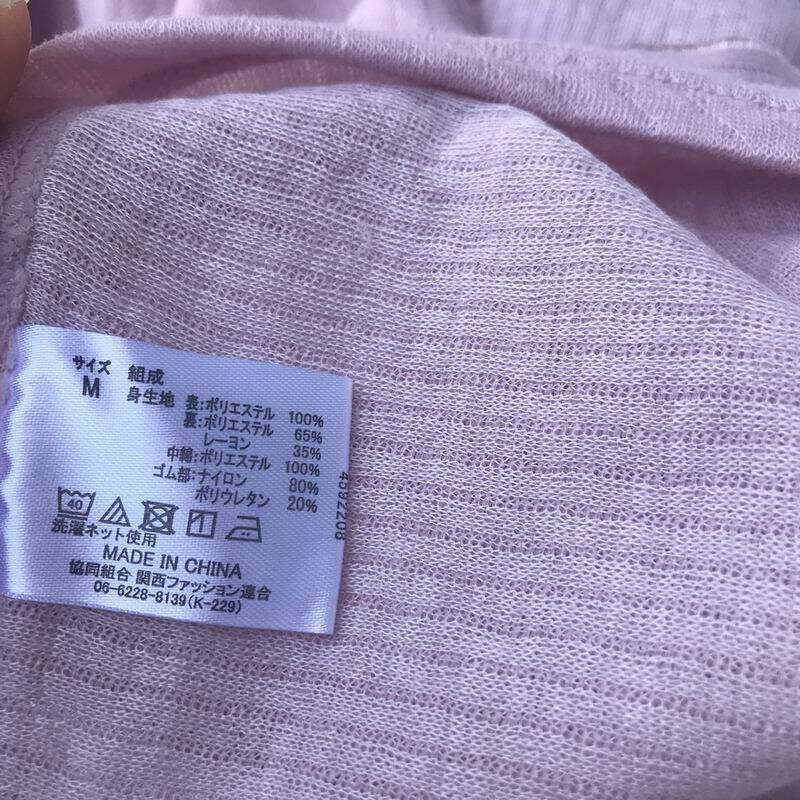 サイズ 組成
M 身生地 表:ポリエステル 100%
裏:ポリエステル 65%
レーヨン 35%
中綿:ポリエステル 100%
ゴム部:ナイロン 80%
ポリウレタン 20%
4592208
40
洗濯ネット使用
MADE IN CHINA
協同組合 関西ファッション連合
06-6228-8139(K-229)